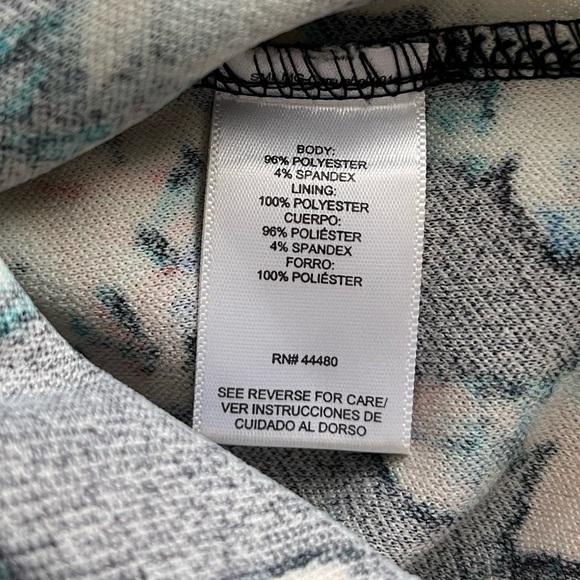 BODY:
96% POLYESTER
4% SPANDEX
LINING:
100% POLYESTER
CUERPO:
96% POLIÉSTER
4% SPANDEX
FORRO:
100% POLIÉSTER
RN# 44480
SEE REVERSE FOR CARE/
VER INSTRUCCIONES DE
CUIDADO AL DORSO